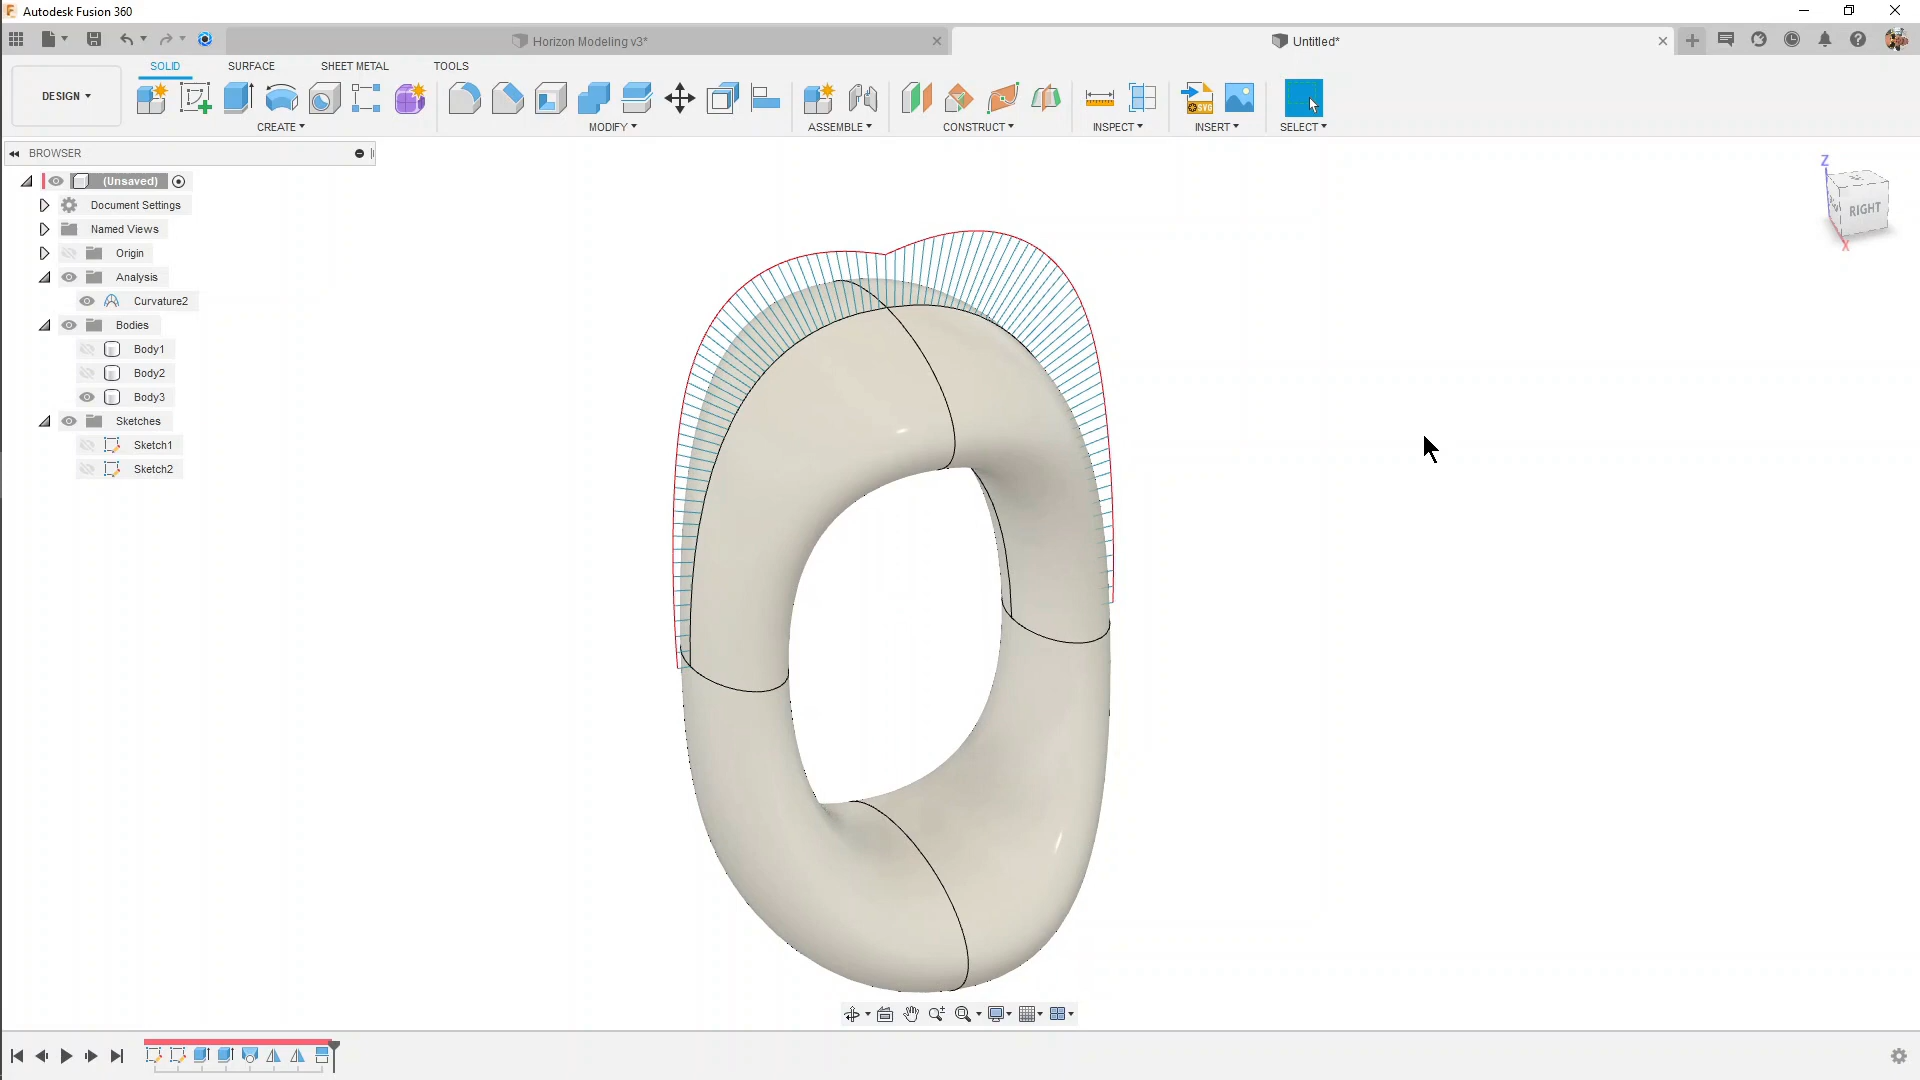 Autodesk Fusion 360
Horizon Modeling v3*
Untitled*
SOLID SURFACE SHEET METAL TOOLS
DESIGN
CREATE MODIFY ASSEMBLE CONSTRUCT INSPECT INSERT SELECT
SVG
BROWSER
(Unsaved)
Document Settings
Named Views
Origin
Analysis
Curvature2
Bodies
Body1
Body2
Body3
Sketches
Sketch1
Sketch2
Z
RIGHT
X